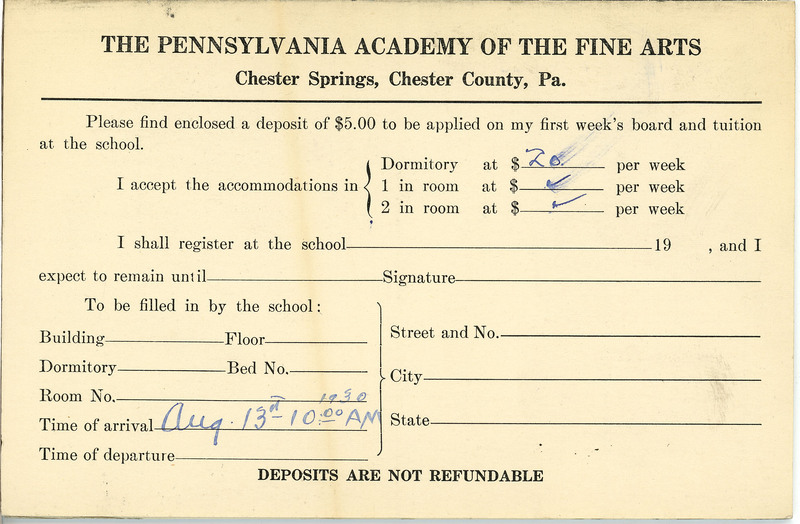 THE PENNSYLVANIA ACADEMY OF THE FINE ARTS
Chester Springs, Chester County, Pa.
Please find enclosed a deposit of $5.00 to be applied on my first week's board and tuition
at the school.
I accept the accommodations in
Dormitory at $ 20 per week
1 in room at $ ✓ per week
2 in room at $ ✓ per week
I shall register at the school 19 , and I
expect to remain until Signature
To be filled in by the school:
Building Floor
Dormitory Bed No.
Room No. 1930
Time of arrival Aug. 13th 10:00 AM
Time of departure
Street and No.
City
State
DEPOSITS ARE NOT REFUNDABLE